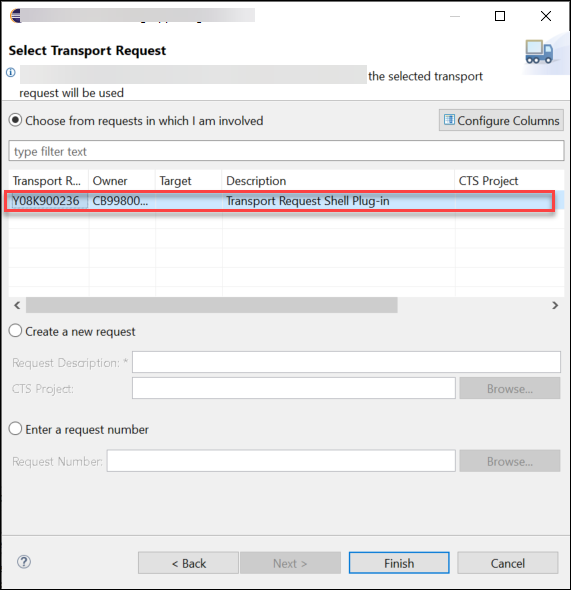 Select Transport Request
the selected transport
request will be used
Choose from requests in which I am involved
Configure Columns
type filter text
Transport R... Owner Target Description CTS Project
Y08K900236 CB99800... Transport Request Shell Plug-in
Create a new request
Request Description: *
CTS Project:
Browse...
Enter a request number
Request Number:
Browse...
< Back Next > Finish Cancel